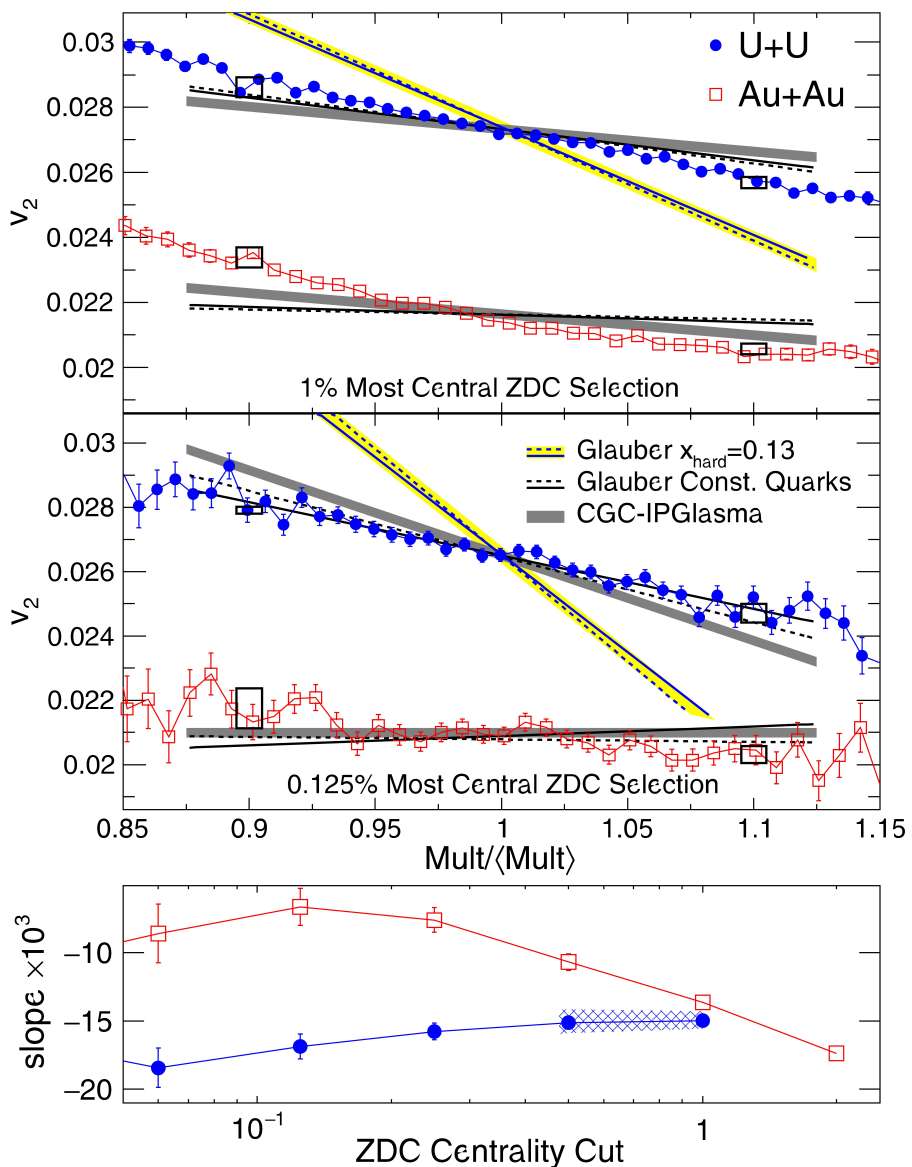 0.03
0.028
0.026
0.024
0.022
0.02
v2
U+U
Au+Au
1% Most Central ZDC Selection
0.03
0.028
0.026
0.024
0.022
0.02
v2
Glauber xhard=0.13
Glauber Const. Quarks
CGC-IPGlasma
0.125% Most Central ZDC Selection
0.85 0.9 0.95 1 1.05 1.1 1.15
Mult/⟨Mult⟩
−10
−15
−20
slope ×10³
10⁻¹ 1
ZDC Centrality Cut